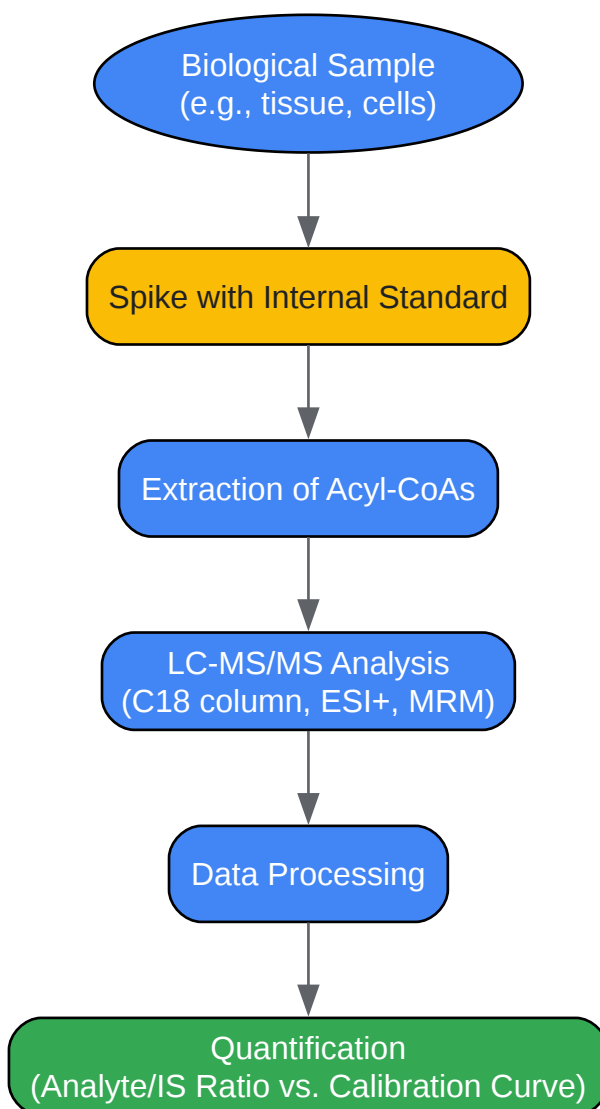 Biological Sample
(e.g., tissue, cells)
Spike with Internal Standard
Extraction of Acyl-CoAs
LC-MS/MS Analysis
(C18 column, ESI+, MRM)
Data Processing
Quantification
(Analyte/IS Ratio vs. Calibration Curve)